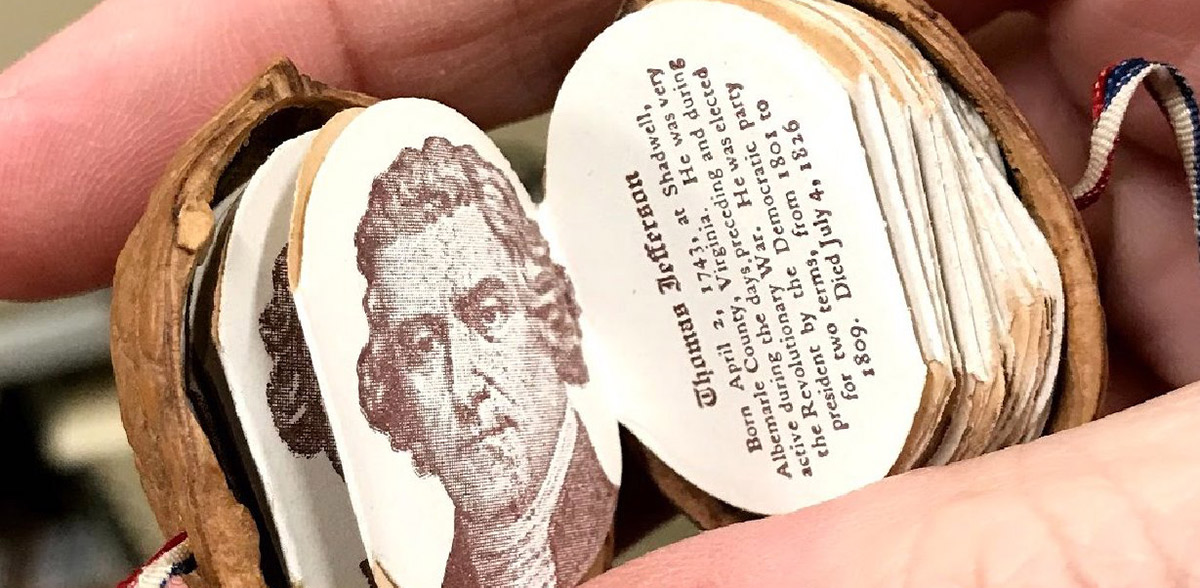 Thomas Jefferson
Born April 2, 1743, at Shadwell,
Albemarle County, Virginia. He was very
active during the days preceding and during
the Revolutionary War. He was elected
president by the Democratic party
for two terms, from 1801 to
1809. Died July 4, 1826